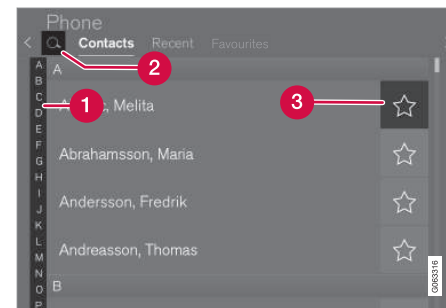 Phone
Contacts Recent Favourites
2
A
B
C
D
E
F
G
H
I
J
K
L
M
N
O
P
A
1
Melita
3
Abrahamsson, Maria
Andersson, Fredrik
Andreasson, Thomas
B
G063316